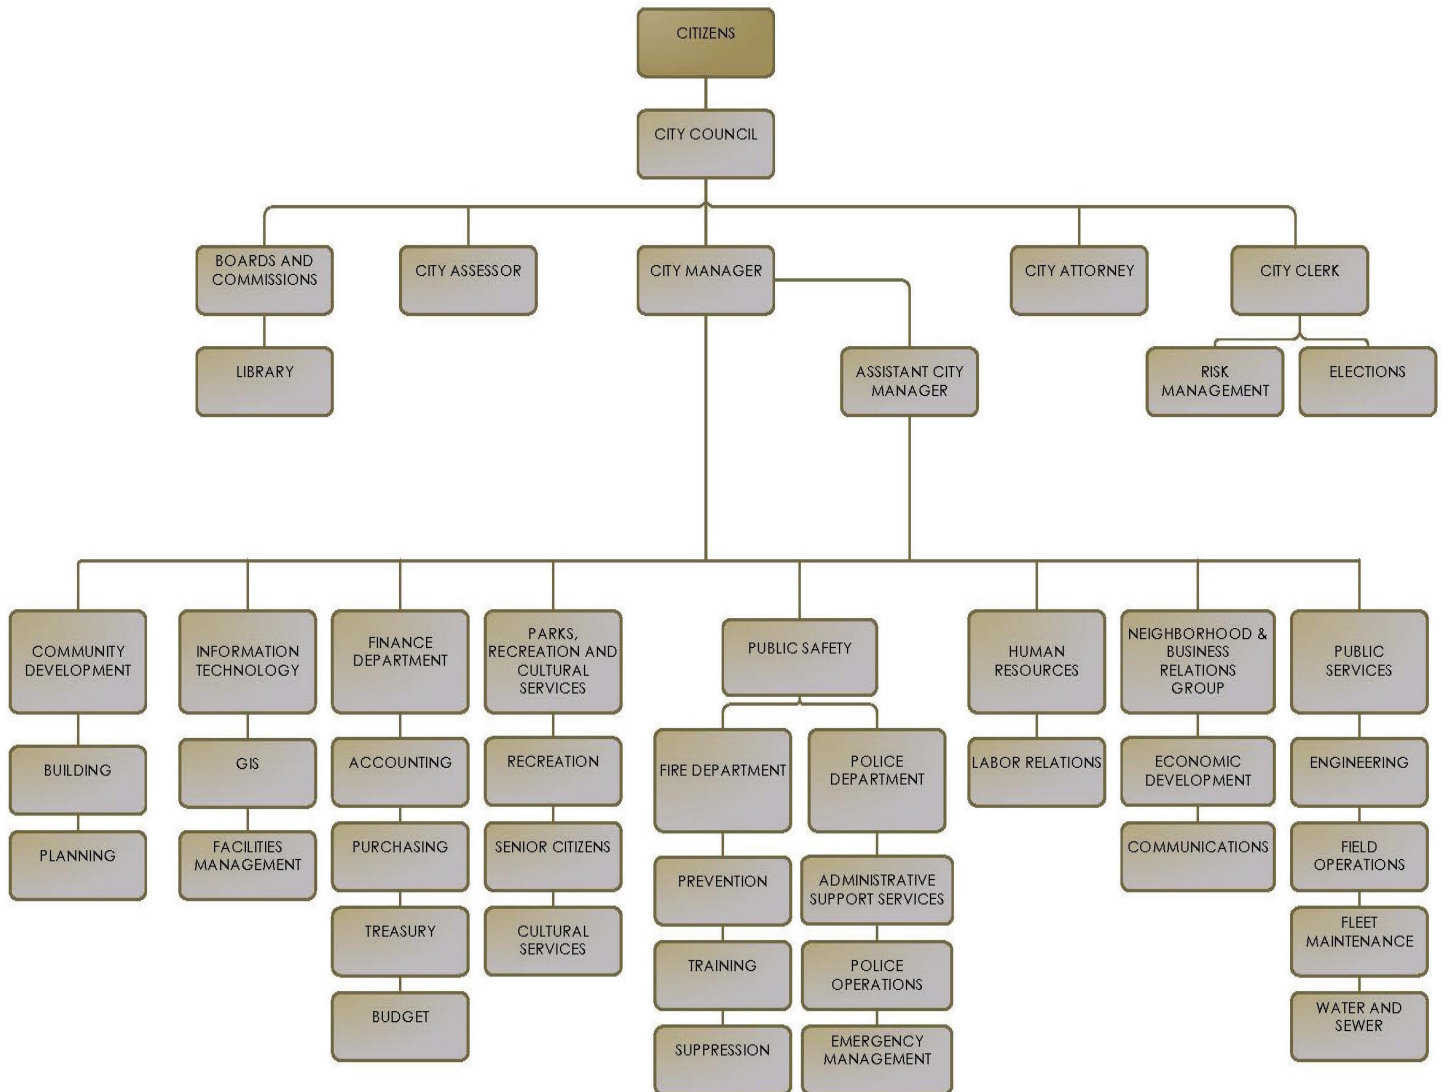 CITIZENS
CITY COUNCIL
BOARDS AND
COMMISSIONS
CITY ASSESSOR
CITY MANAGER
CITY ATTORNEY
CITY CLERK
LIBRARY
ASSISTANT CITY
MANAGER
RISK
MANAGEMENT
ELECTIONS
COMMUNITY
DEVELOPMENT
INFORMATION
TECHNOLOGY
FINANCE
DEPARTMENT
PARKS,
RECREATION AND
CULTURAL
SERVICES
PUBLIC SAFETY
HUMAN
RESOURCES
NEIGHBORHOOD &
BUSINESS
RELATIONS
GROUP
PUBLIC
SERVICES
BUILDING
PLANNING
GIS
FACILITIES
MANAGEMENT
ACCOUNTING
PURCHASING
TREASURY
BUDGET
RECREATION
SENIOR CITIZENS
CULTURAL
SERVICES
FIRE DEPARTMENT
PREVENTION
TRAINING
SUPPRESSION
POLICE
DEPARTMENT
ADMINISTRATIVE
SUPPORT SERVICES
POLICE
OPERATIONS
EMERGENCY
MANAGEMENT
LABOR RELATIONS
ECONOMIC
DEVELOPMENT
COMMUNICATIONS
ENGINEERING
FIELD
OPERATIONS
FLEET
MAINTENANCE
WATER AND
SEWER